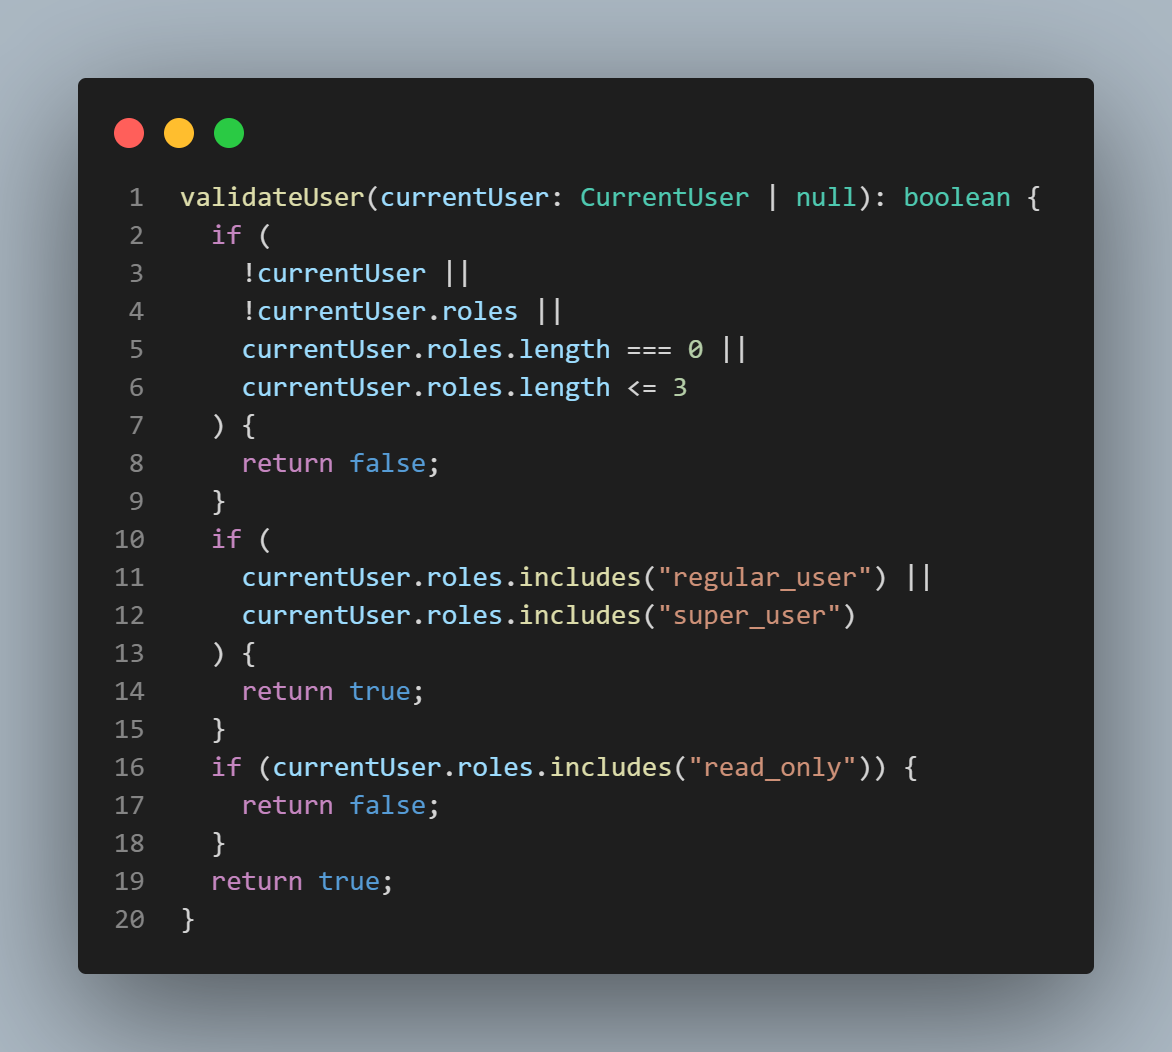 1 validateUser(currentUser: CurrentUser | null): boolean {
2   if (
3     !currentUser ||
4     !currentUser.roles ||
5     currentUser.roles.length === 0 ||
6     currentUser.roles.length <= 3
7   ) {
8     return false;
9   }
10   if (
11     currentUser.roles.includes("regular_user") ||
12     currentUser.roles.includes("super_user")
13   ) {
14     return true;
15   }
16   if (currentUser.roles.includes("read_only")) {
17     return false;
18   }
19   return true;
20 }